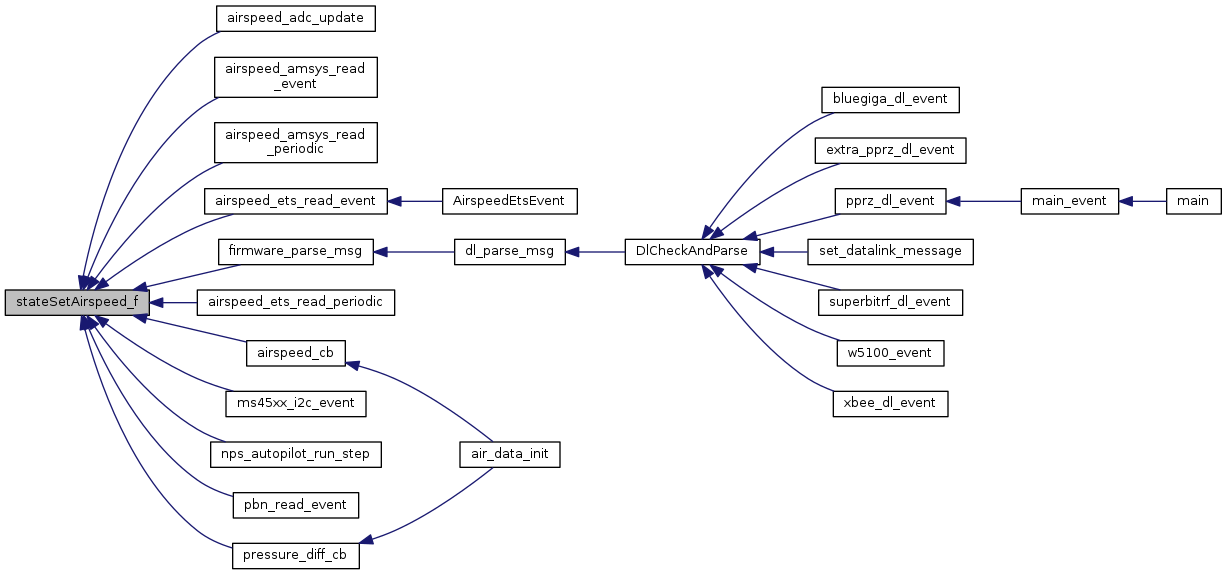 airspeed_adc_update
airspeed_amsys_read
_event
airspeed_amsys_read
_periodic
airspeed_ets_read_event
AirspeedEtsEvent
firmware_parse_msg
dl_parse_msg
DlCheckAndParse
bluegiga_dl_event
extra_pprz_dl_event
pprz_dl_event
main_event
main
set_datalink_message
superbitrf_dl_event
w5100_event
xbee_dl_event
stateSetAirspeed_f
airspeed_ets_read_periodic
airspeed_cb
ms45xx_i2c_event
nps_autopilot_run_step
air_data_init
pbn_read_event
pressure_diff_cb